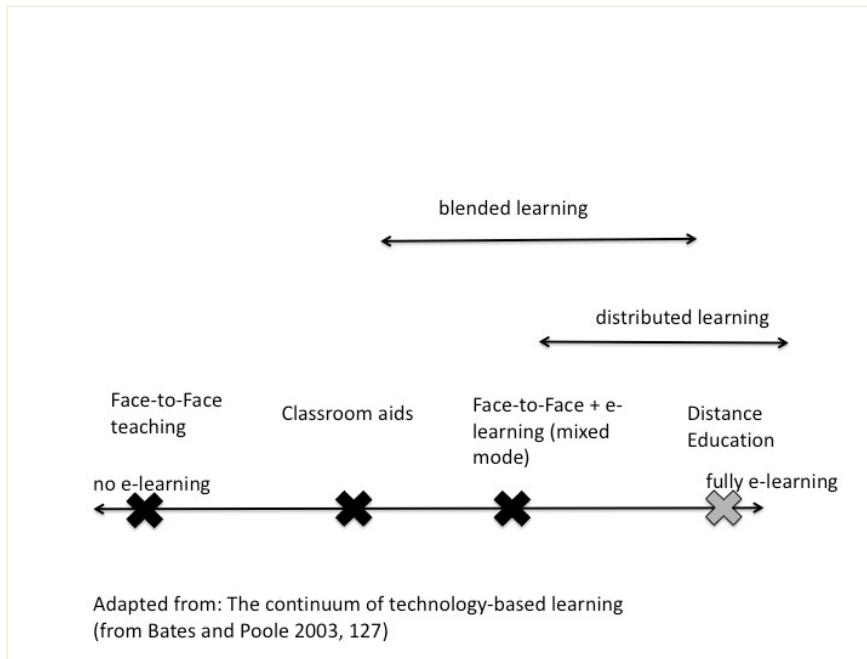 blended learning
distributed learning
Face-to-Face
teaching
Classroom aids
Face-to-Face + e-
learning (mixed
mode)
Distance
Education
no e-learning
fully e-learning
Adapted from: The continuum of technology-based learning
(from Bates and Poole 2003, 127)